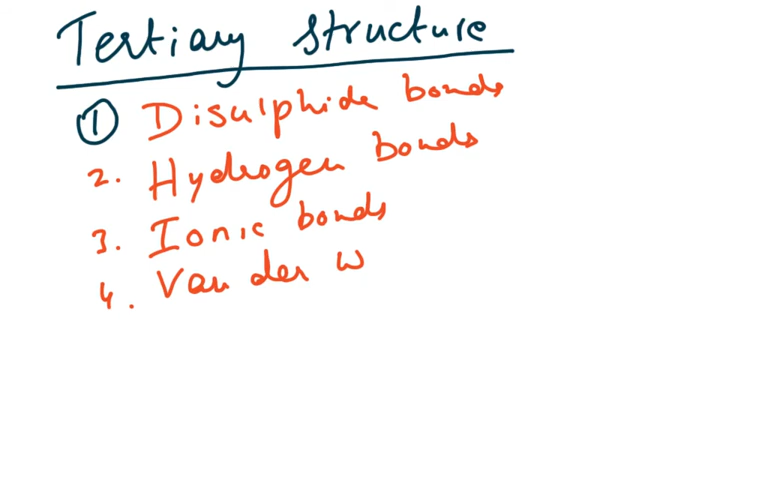 Tertiary structure
1 Disulphide bonds
2. Hydrogen bonds
3. Ionic bonds
4. Van der W